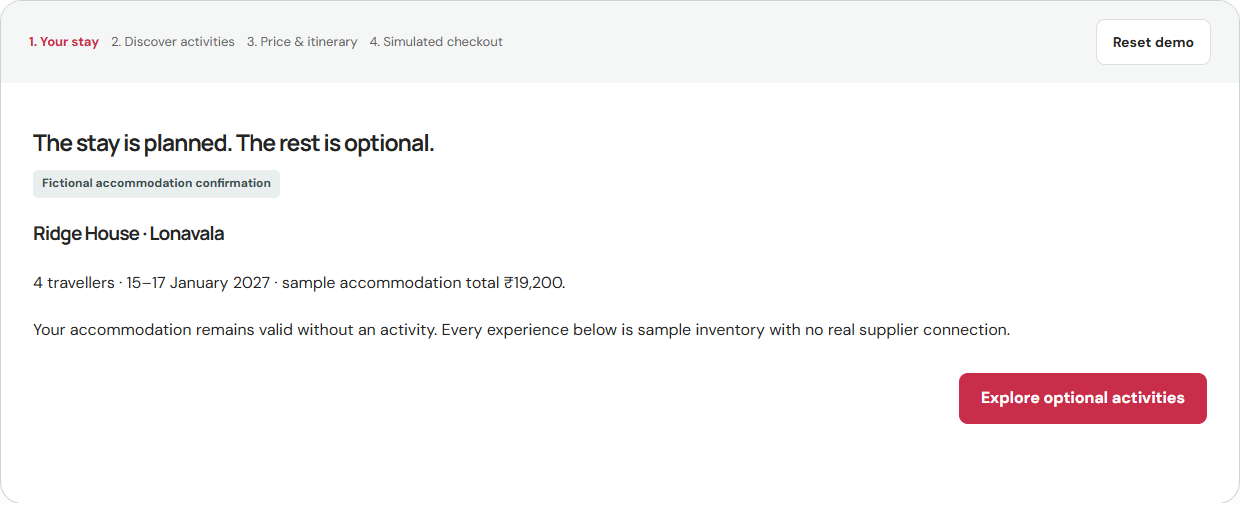 1. Your stay 2. Discover activities 3. Price & itinerary 4. Simulated checkout
Reset demo
The stay is planned. The rest is optional.
Fictional accommodation confirmation
Ridge House · Lonavala
4 travellers · 15–17 January 2027 · sample accommodation total ₹19,200.
Your accommodation remains valid without an activity. Every experience below is sample inventory with no real supplier connection.
Explore optional activities